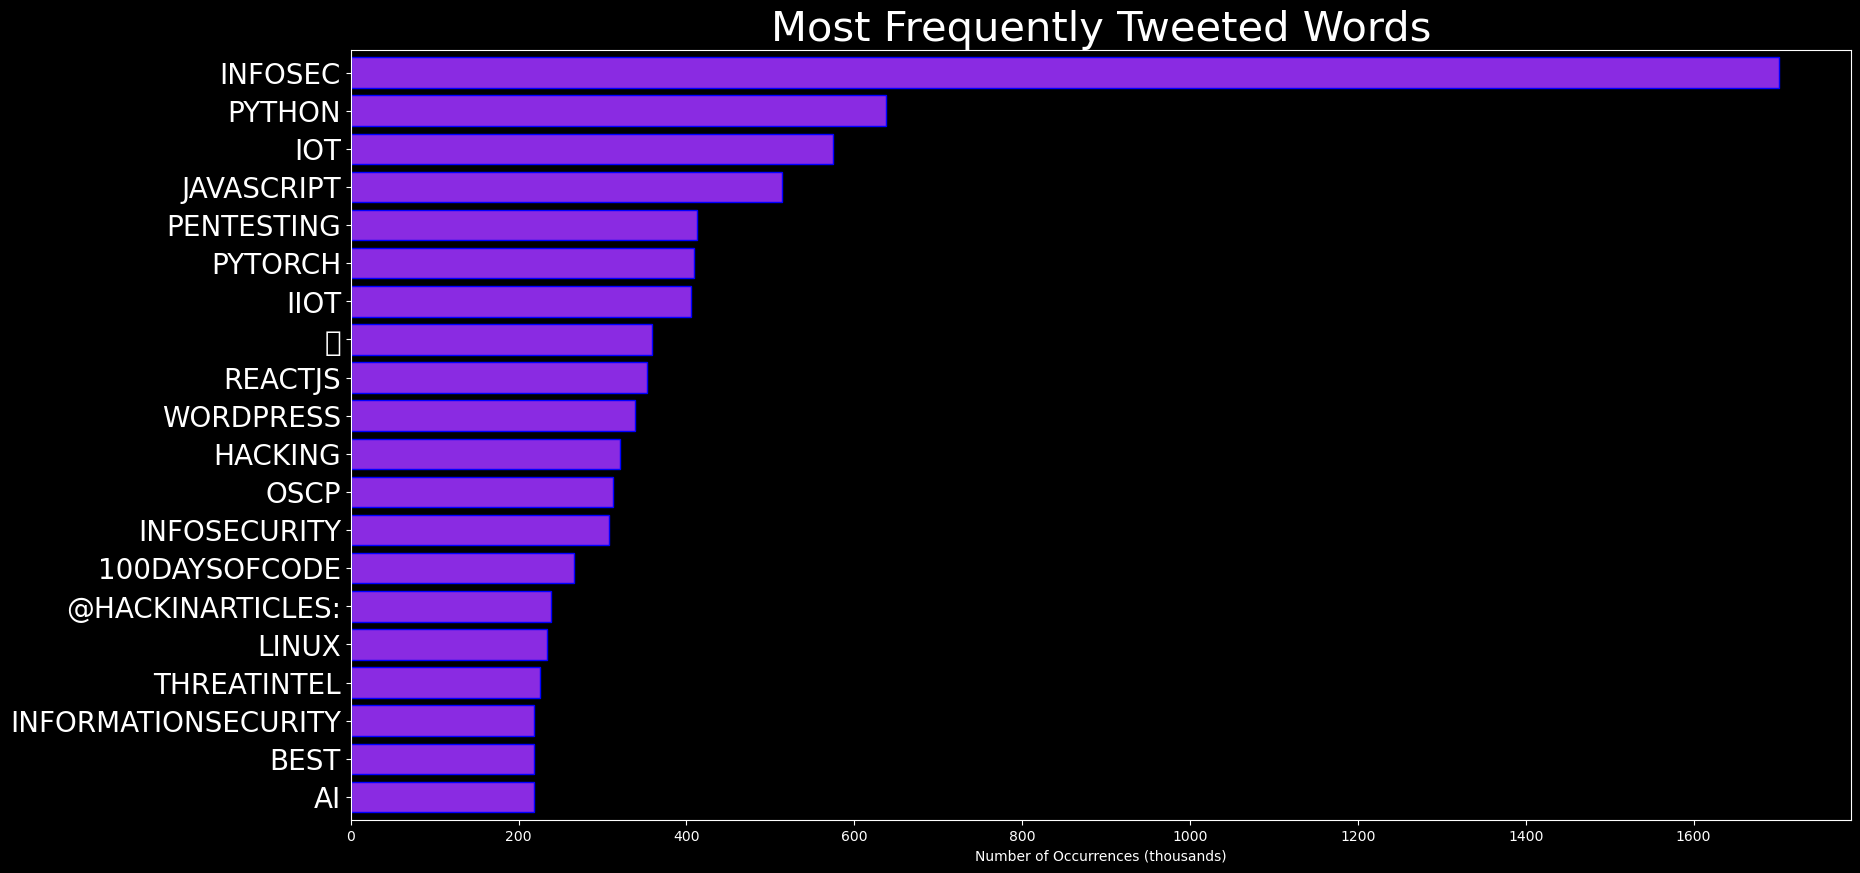 Most Frequently Tweeted Words
INFOSEC
PYTHON
IOT
JAVASCRIPT
PENTESTING
PYTORCH
IIOT
REACTJS
WORDPRESS
HACKING
OSCP
INFOSECURITY
100DAYSOFCODE
@HACKINARTICLES:
LINUX
THREATINTEL
INFORMATIONSECURITY
BEST
AI
0 200 400 600 800 1000 1200 1400 1600
Number of Occurrences (thousands)